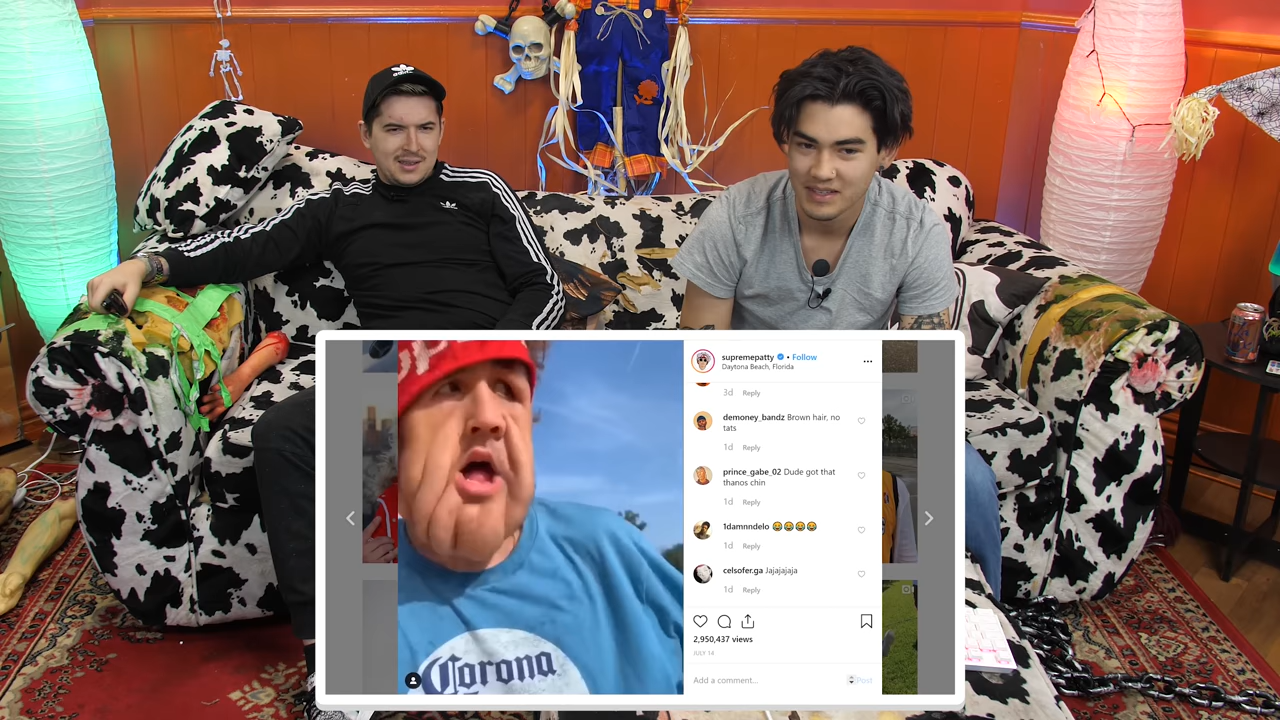 supremepatty • Follow
Daytona Beach, Florida
3d Reply
demoney_bandz Brown hair, no
tats
1d Reply
prince_gabe_02 Dude got that
thanos chin
1d Reply
1damnndelo 😂😂😂😂
1d Reply
celsofer.ga Jajajajaja
1d Reply
2,950,437 views
JULY 14
Add a comment...
Post
Corona